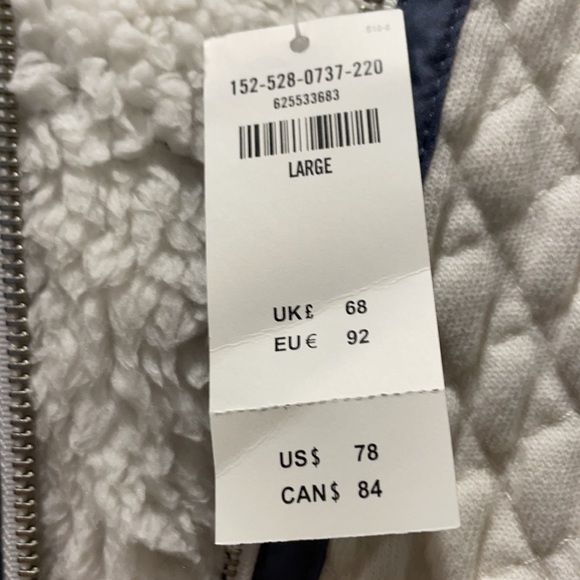 152-528-0737-220
625533683
LARGE
UK£ 68
EU€ 92
US$ 78
CAN$ 84